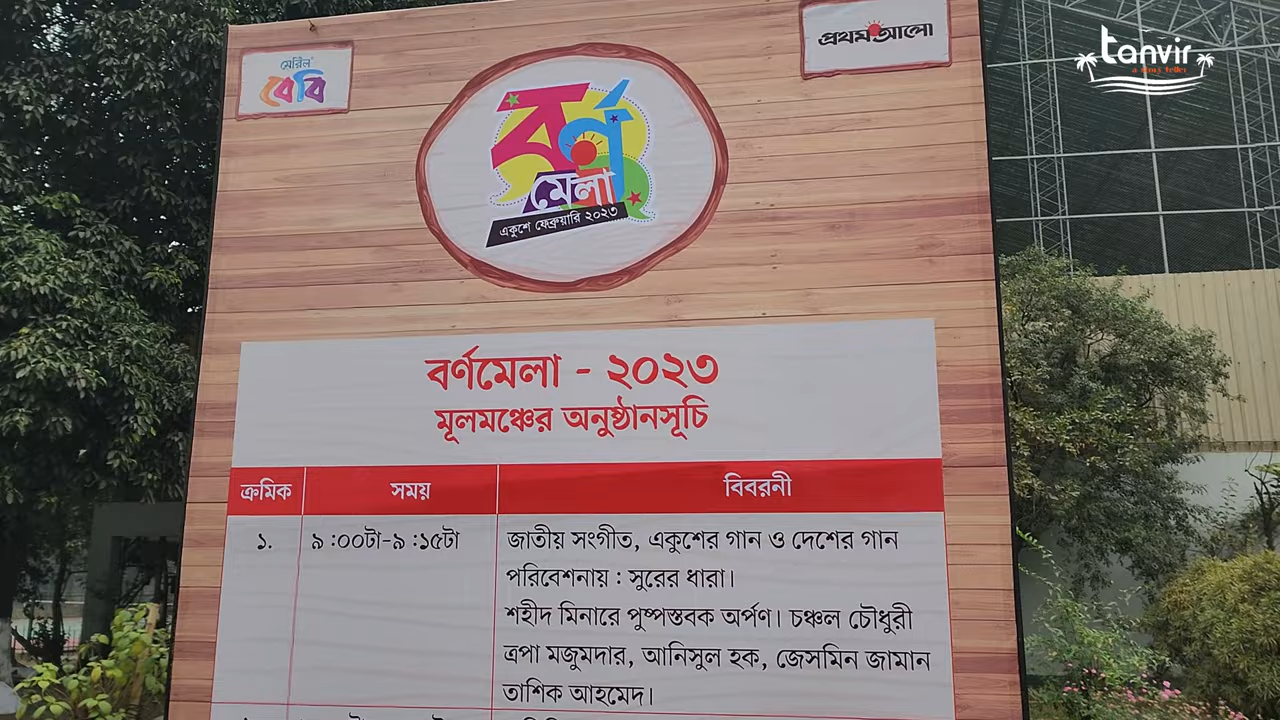 মেরিল
বেবি
প্রথম আলো
tanvir
বর্ণ
মেলা
একুশে ফেব্রুয়ারি ২০২৩
বর্ণমেলা - ২০২৩
মূলমঞ্চের অনুষ্ঠানসূচি
ক্রমিক সময় বিবরনী
১. ৯:০০টা-৯:১৫টা জাতীয় সংগীত, একুশের গান ও দেশের গান
পরিবেশনায় : সুরের ধারা।
শহীদ মিনারে পুষ্পস্তবক অর্পণ। চঞ্চল চৌধুরী
ত্রপা মজুমদার, আনিসুল হক, জেসমিন জামান
তাশিক আহমেদ।